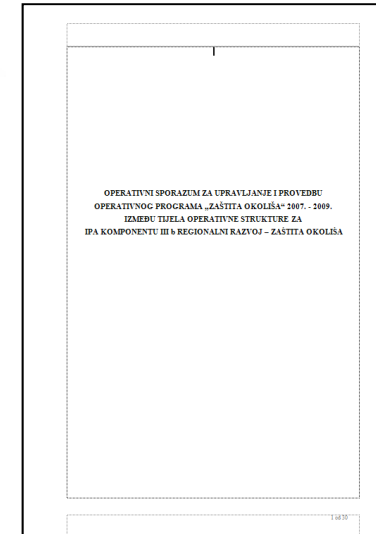 OPERATIVNI SPORAZUM ZA UPRAVLJANJE I PROVEDBU
OPERATIVNOG PROGRAMA „ZAŠTITA OKOLIŠA“ 2007. - 2009.
IZMEĐU TIJELA OPERATIVNE STRUKTURE ZA
IPA KOMPONENTU III b REGIONALNI RAZVOJ – ZAŠTITA OKOLIŠA
1 od 30